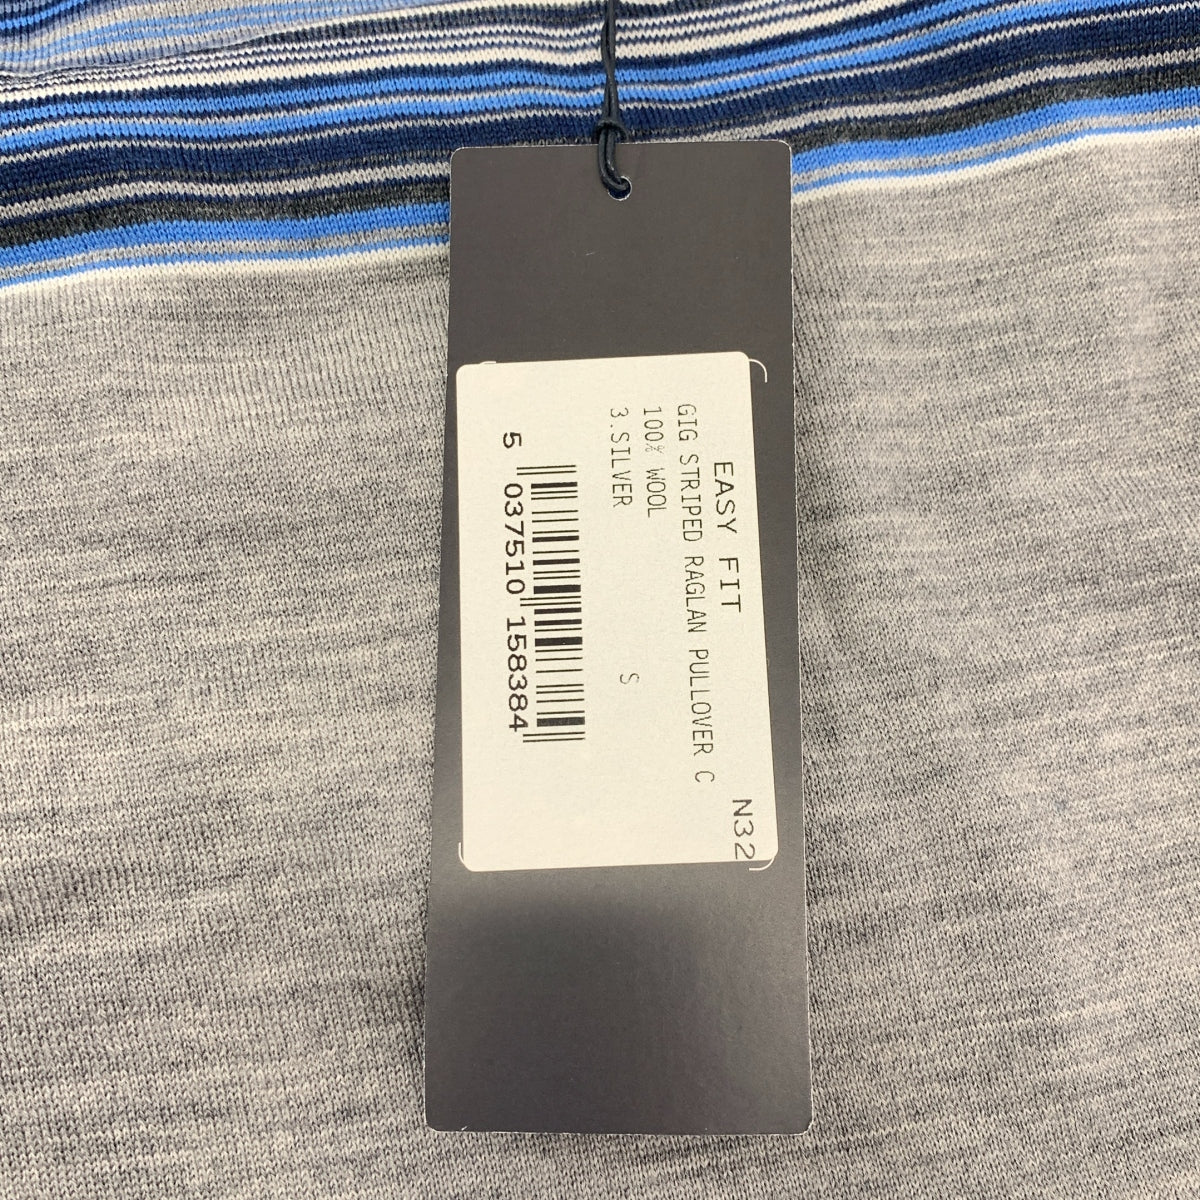 EASY FIT
GIG STRIPED RAGLAN PULLOVER C
100% WOOL
3.SILVER S
5 037510 158384
N32